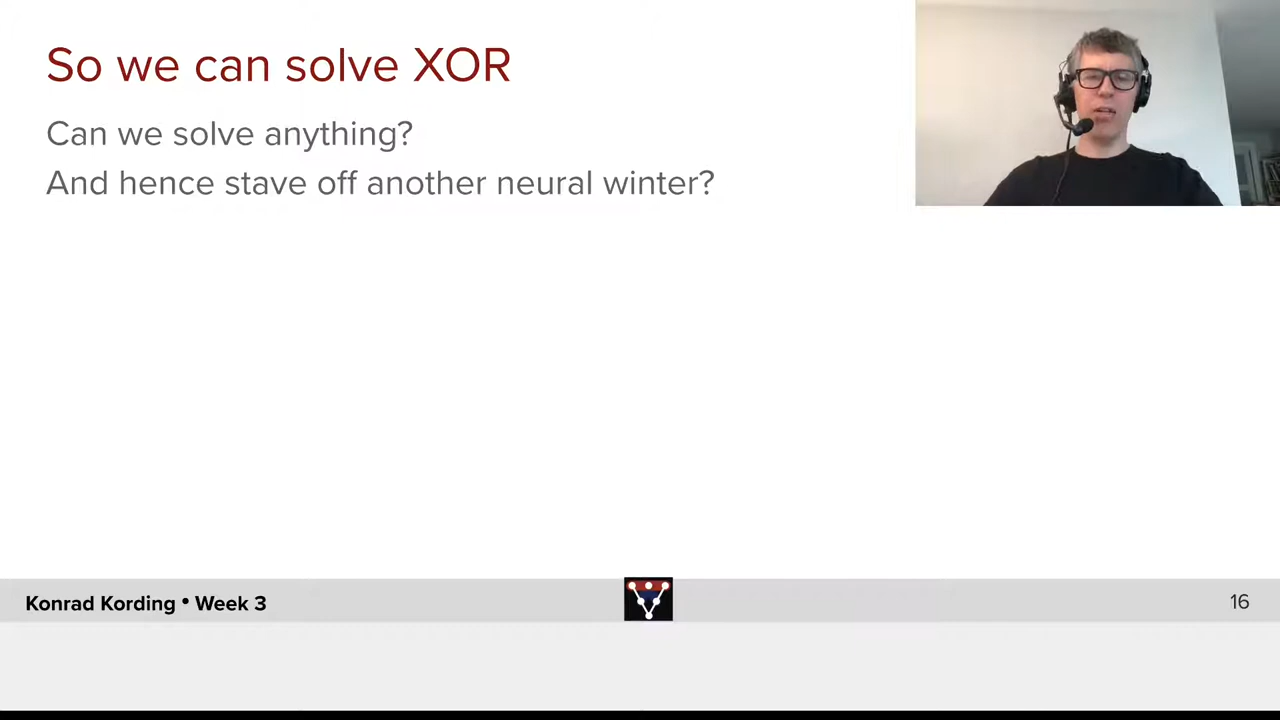 So we can solve XOR
Can we solve anything?
And hence stave off another neural winter?
Konrad Kording • Week 3
16